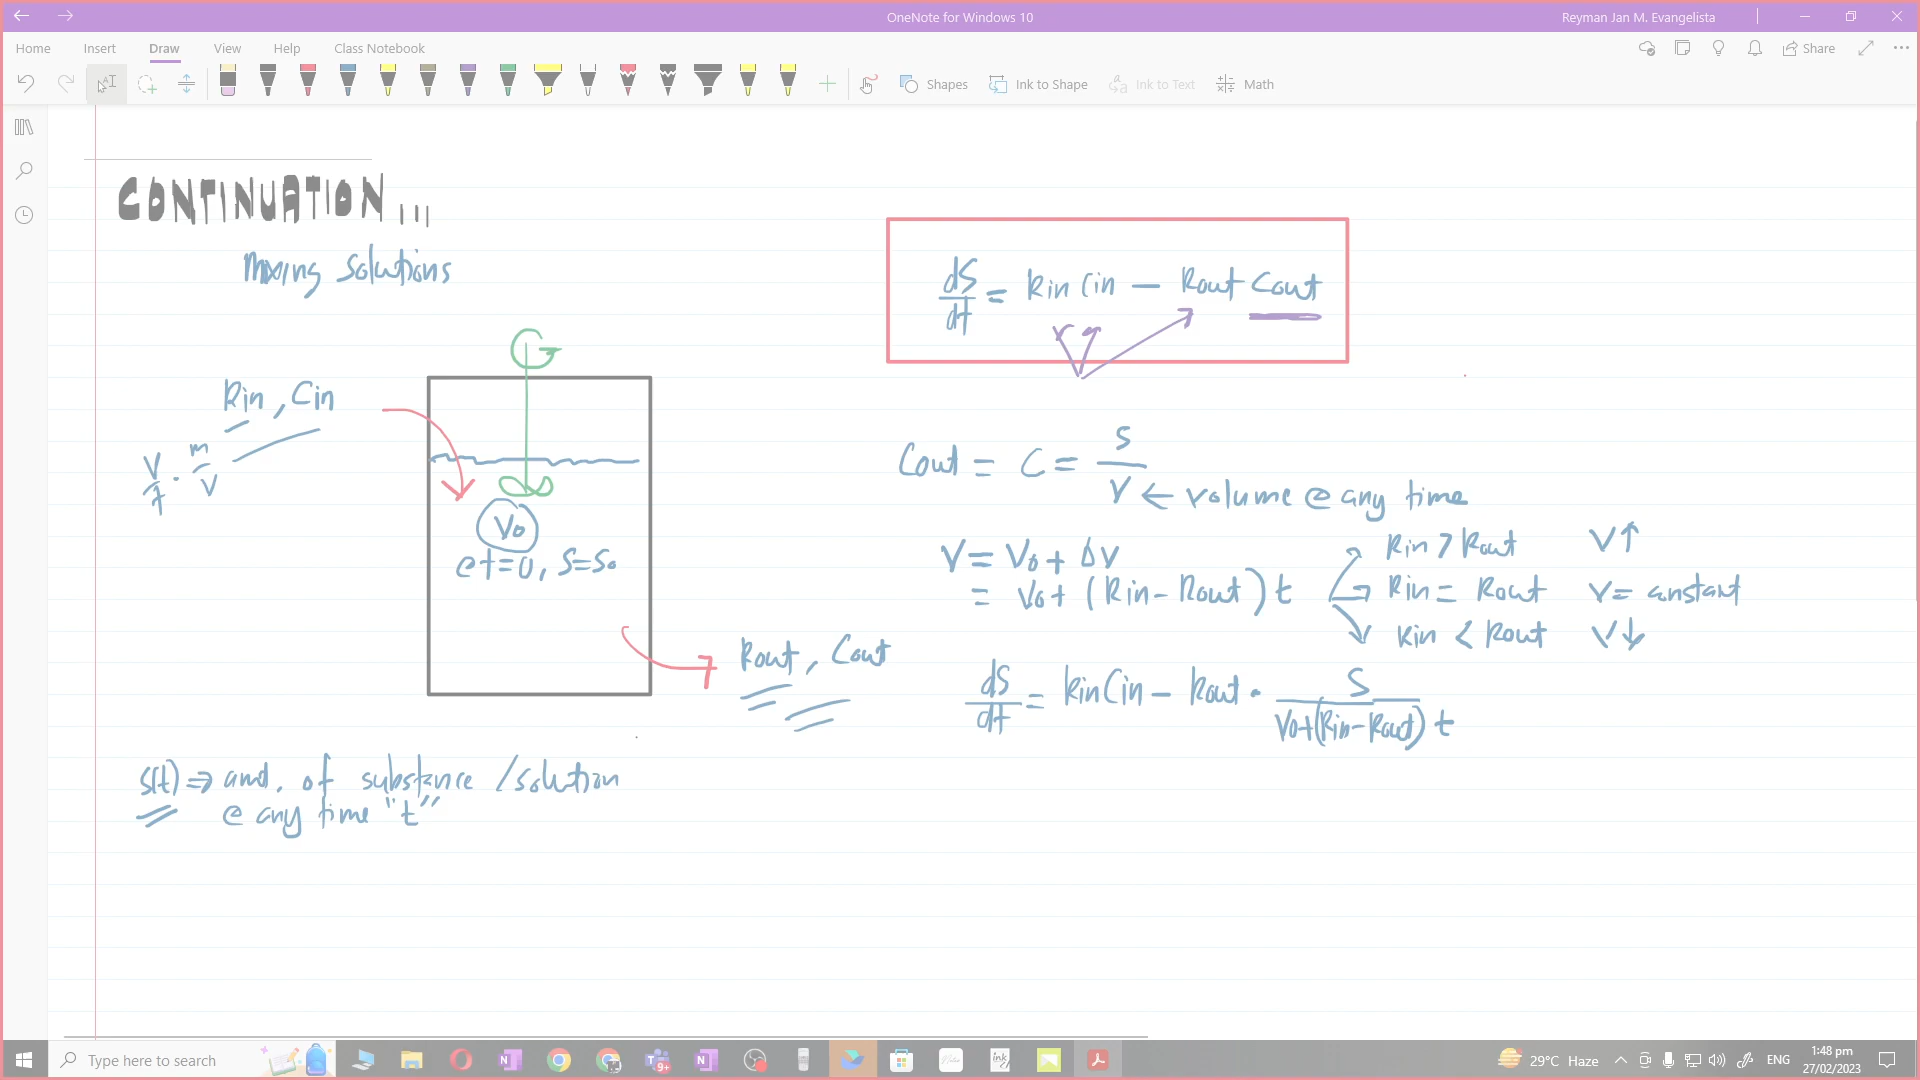 OneNote for Windows 10
Reyman Jan M. Evangelista
Home Insert Draw View Help Class Notebook
Share
Shapes Ink to Shape Ink to Text Math
CONTINUATION...
Mixing Solutions
dS/dt = Rin Cin − Rout Cout
Rin, Cin
V/t · m/V
Vo
@ t=0, S=So
Rout, Cout
S(t) ⇒ amt. of substance /solution
@ any time "t"
Cout = C = S/V ← volume @ any time
V = Vo + ΔV
= Vo + (Rin − Rout) t
Rin > Rout V↑
Rin = Rout V = constant
Rin < Rout V↓
dS/dt = Rin Cin − Rout · S/Vo+(Rin−Rout) t
Type here to search
9+
29°C Haze
ENG
1:48 pm
27/02/2023